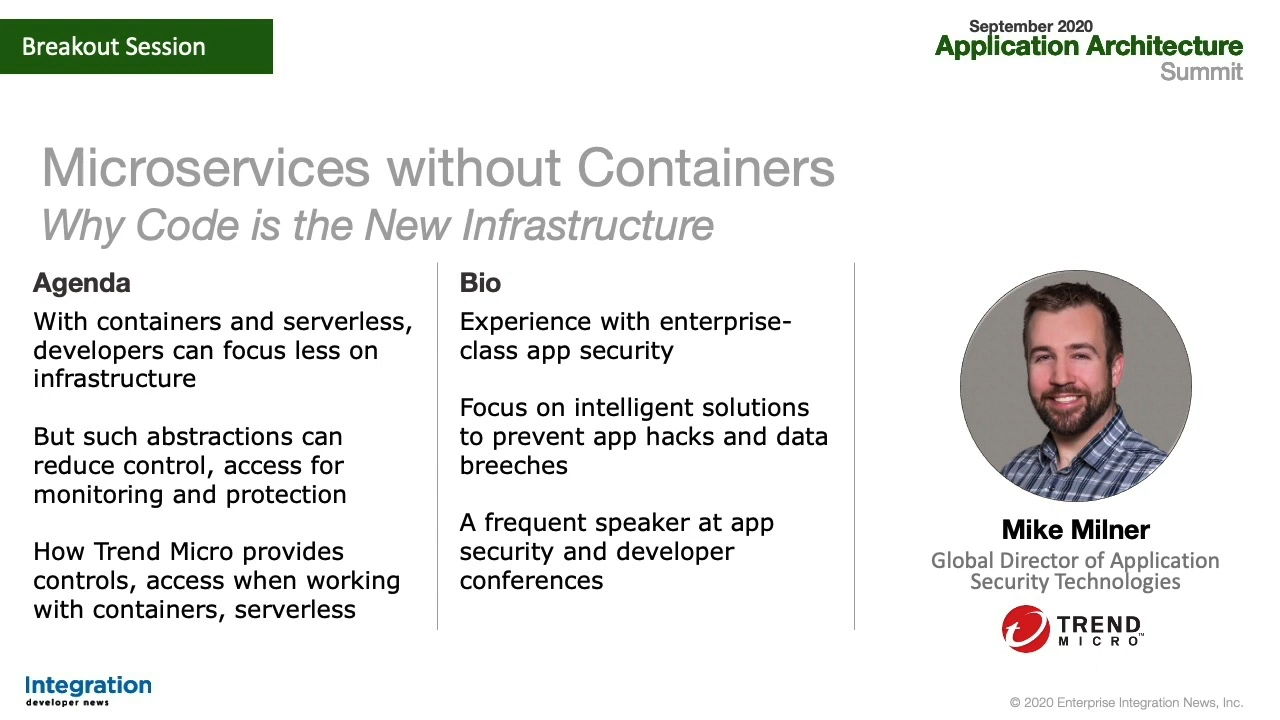 Breakout Session
September 2020
Application Architecture
Summit
Microservices without Containers
Why Code is the New Infrastructure
Agenda
With containers and serverless,
developers can focus less on
infrastructure
But such abstractions can
reduce control, access for
monitoring and protection
How Trend Micro provides
controls, access when working
with containers, serverless
Bio
Experience with enterprise-
class app security
Focus on intelligent solutions
to prevent app hacks and data
breeches
A frequent speaker at app
security and developer
conferences
Mike Milner
Global Director of Application
Security Technologies
TREND
MICRO™
Integration
developer news
© 2020 Enterprise Integration News, Inc.